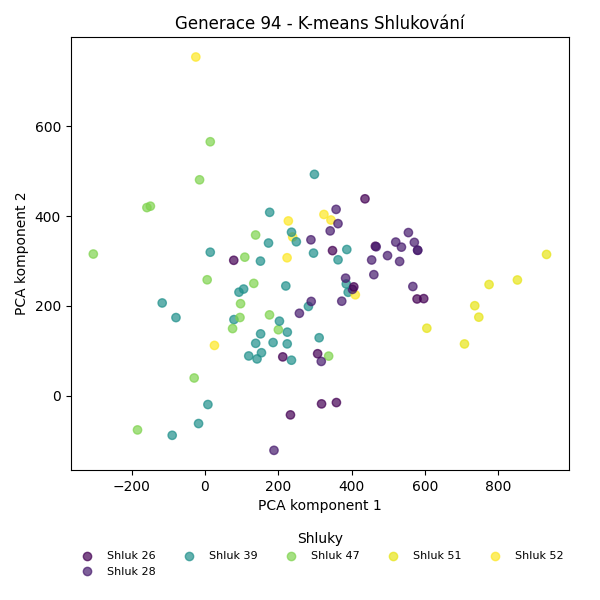 Generace 94 - K-means Shlukování
PCA komponent 2
600
400
200
0
−200 0 200 400 600 800
PCA komponent 1
Shluky
Shluk 26 Shluk 39 Shluk 47 Shluk 51 Shluk 52
Shluk 28